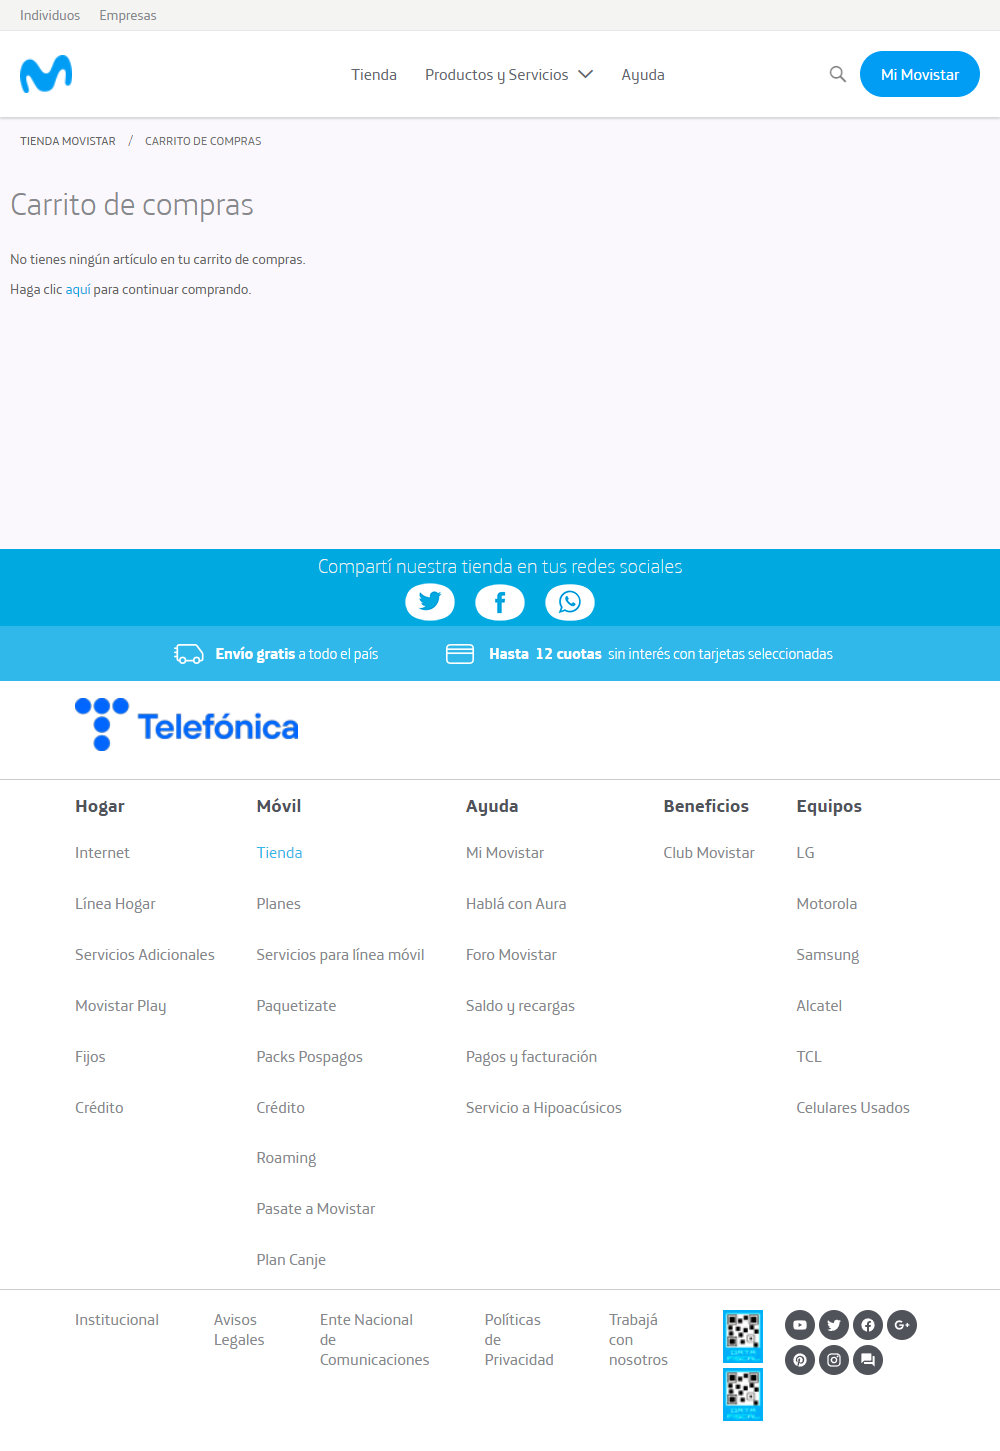 Individuos Empresas
Tienda Productos y Servicios Ayuda Mi Movistar
TIENDA MOVISTAR / CARRITO DE COMPRAS
Carrito de compras
No tienes ningún artículo en tu carrito de compras.
Haga clic aquí para continuar comprando.
Compartí nuestra tienda en tus redes sociales
Envío gratis a todo el país
Hasta 12 cuotas sin interés con tarjetas seleccionadas
Telefónica
Hogar
Internet
Línea Hogar
Servicios Adicionales
Movistar Play
Fijos
Crédito
Móvil
Tienda
Planes
Servicios para línea móvil
Paquetizate
Packs Pospagos
Crédito
Roaming
Pasate a Movistar
Plan Canje
Ayuda
Mi Movistar
Hablá con Aura
Foro Movistar
Saldo y recargas
Pagos y facturación
Servicio a Hipoacúsicos
Beneficios
Club Movistar
Equipos
LG
Motorola
Samsung
Alcatel
TCL
Celulares Usados
Institucional
Avisos
Legales
Ente Nacional
de
Comunicaciones
Políticas
de
Privacidad
Trabajá
con
nosotros